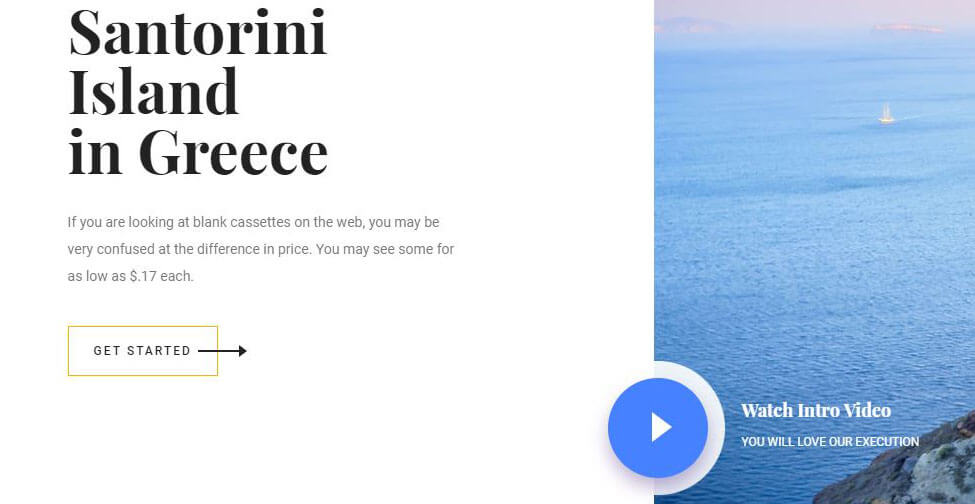 Santorini
Island
in Greece
If you are looking at blank cassettes on the web, you may be
very confused at the difference in price. You may see some for
as low as $.17 each.
GET STARTED
Watch Intro Video
YOU WILL LOVE OUR EXECUTION